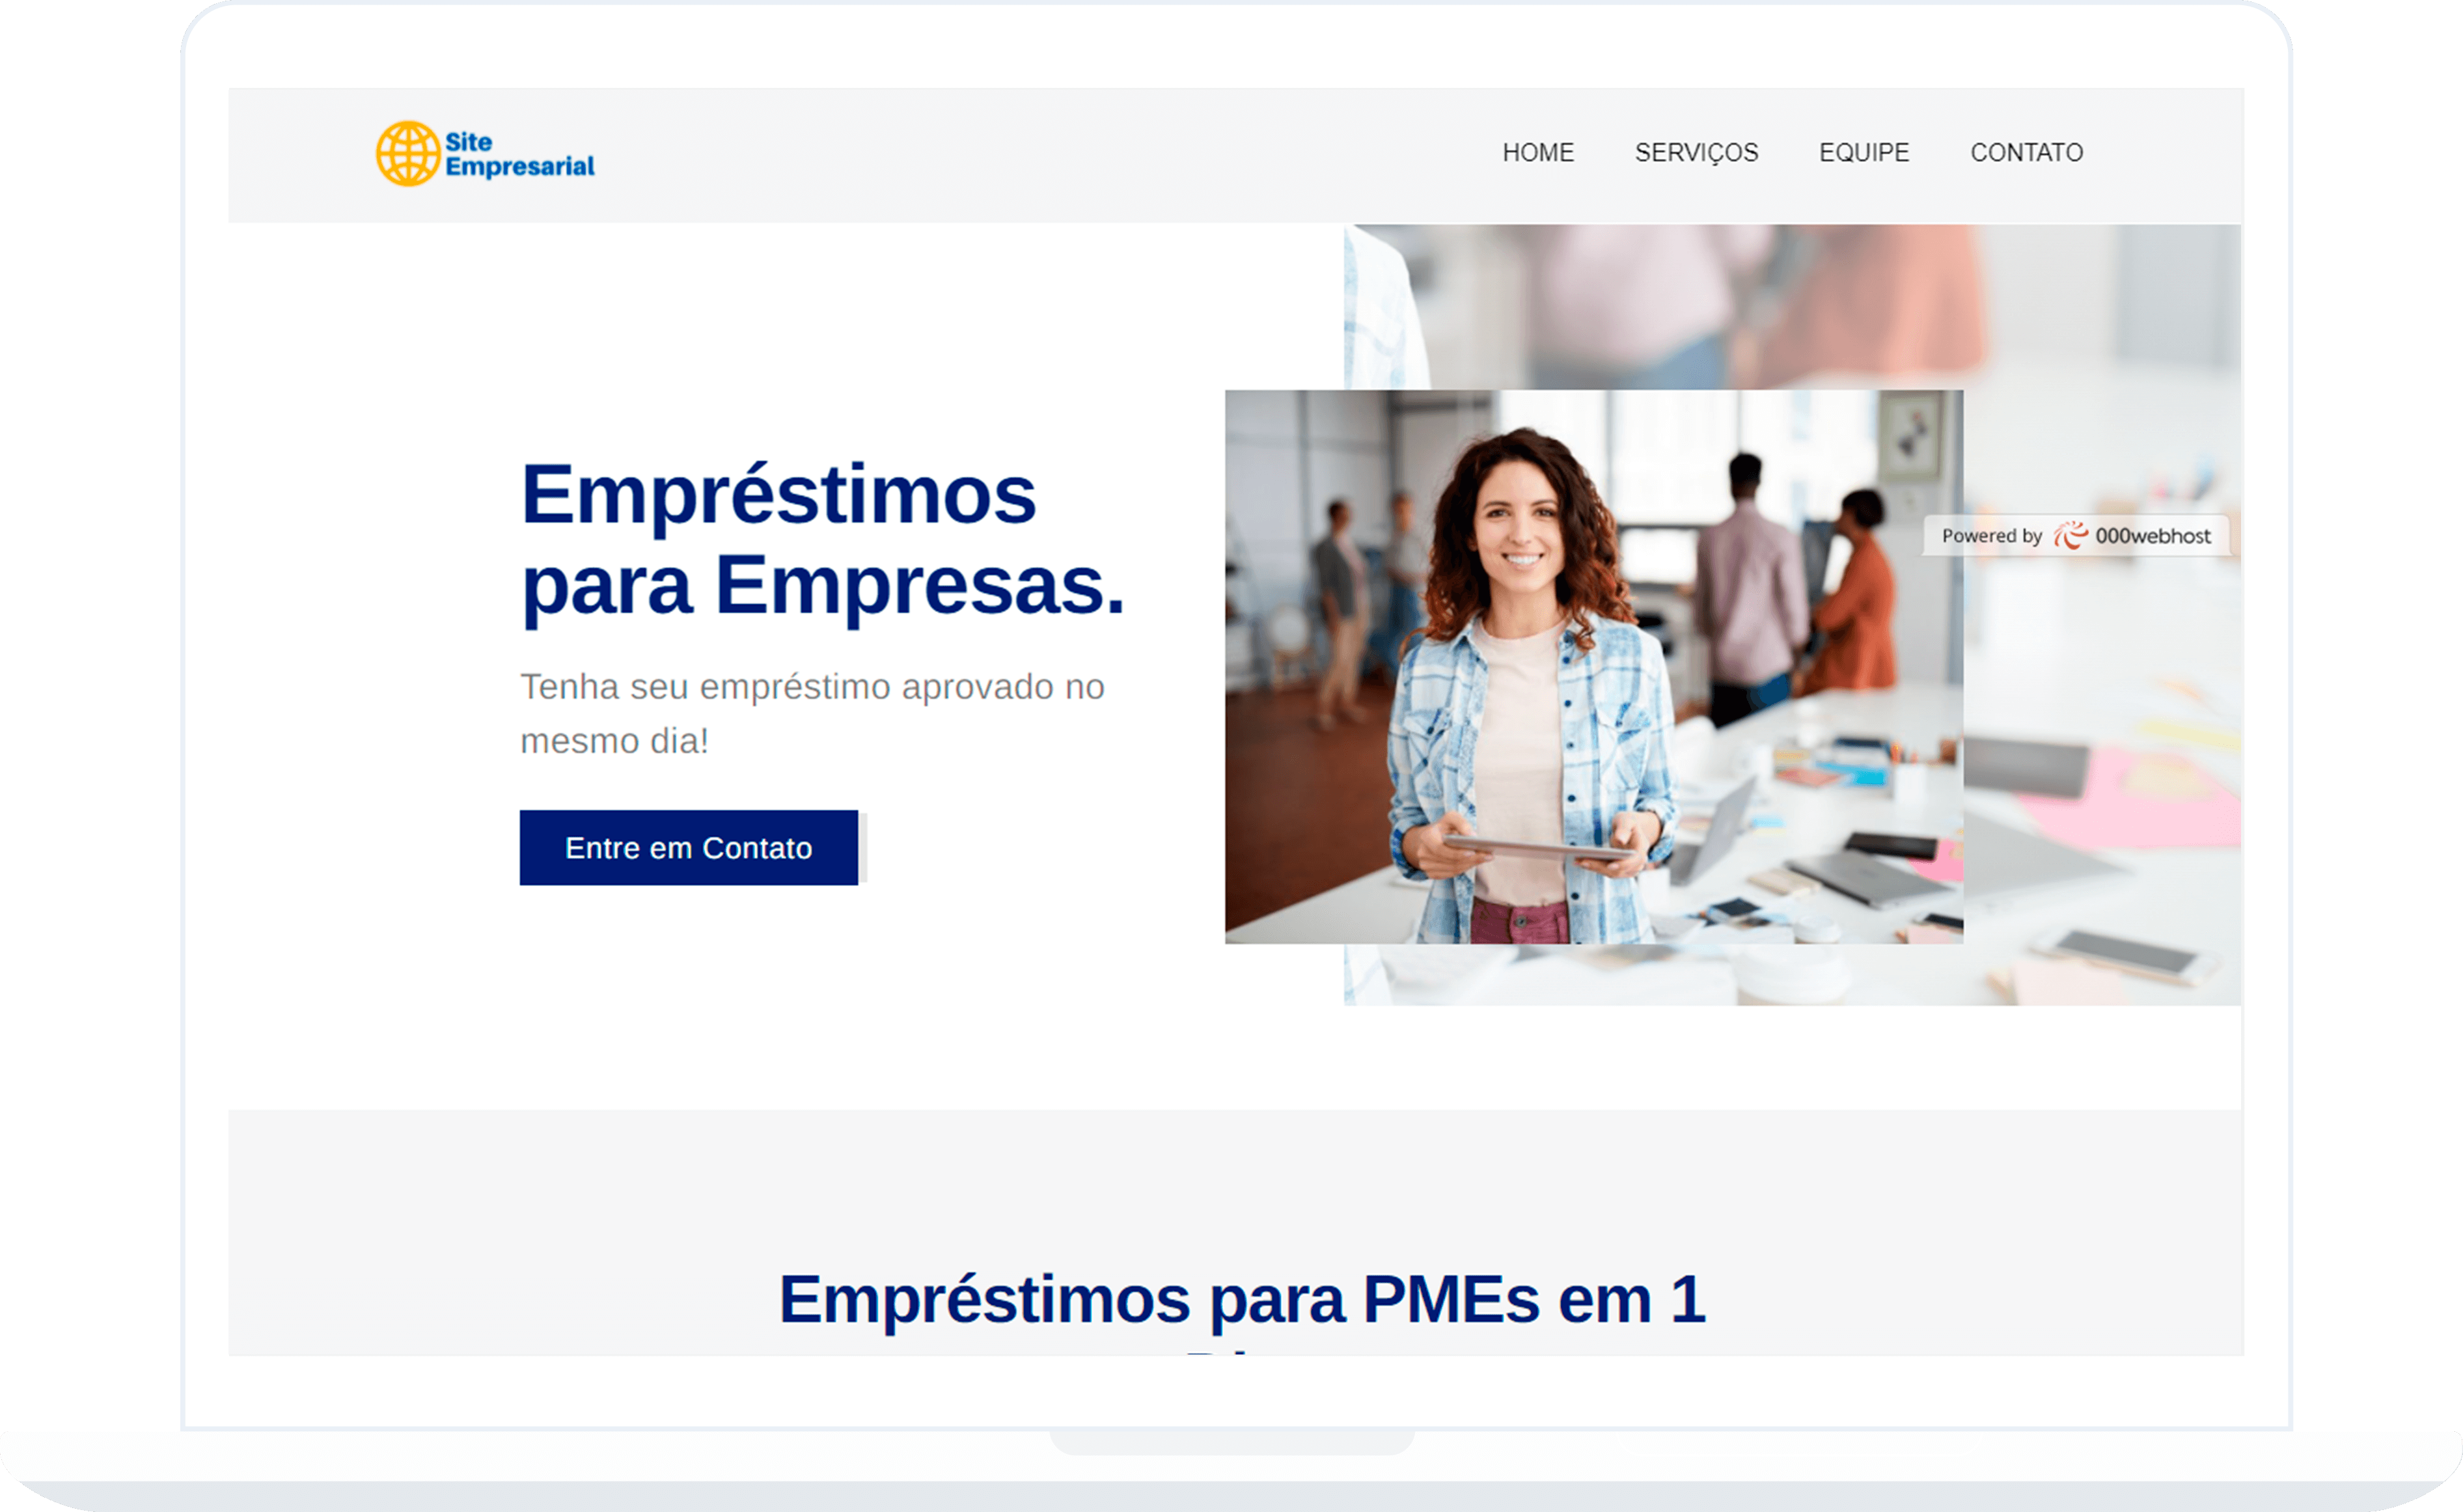 Site
Empresarial
HOME SERVIÇOS EQUIPE CONTATO
Empréstimos
para Empresas.
Tenha seu empréstimo aprovado no
mesmo dia!
Entre em Contato
Powered by 000webhost
Empréstimos para PMEs em 1